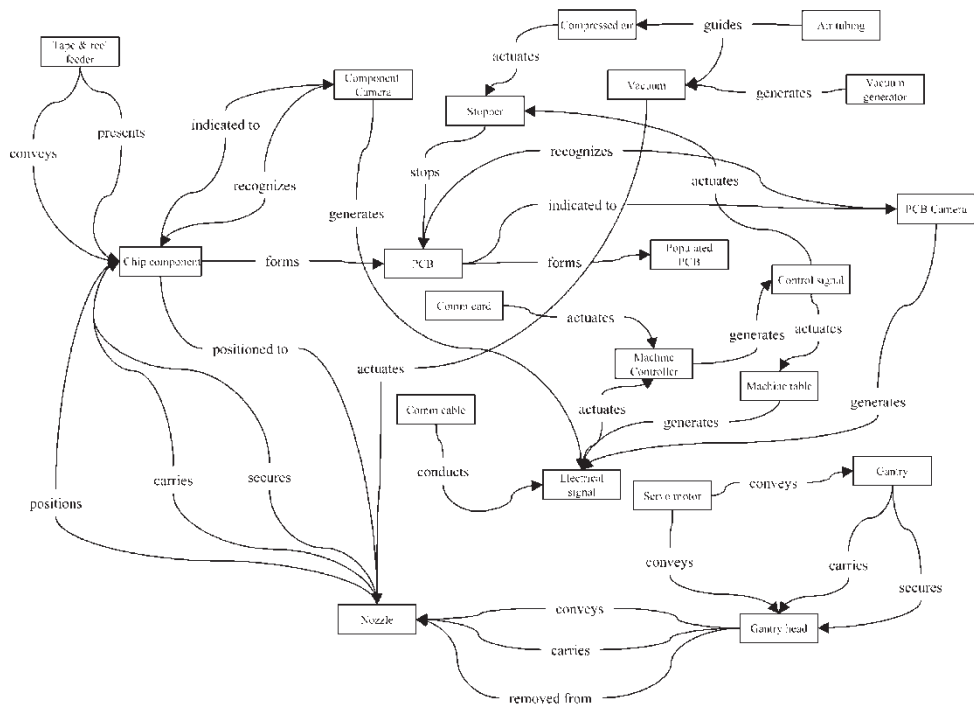 Compressed air
guides
Air tubing
Tape & reel
feeder
actuates
Component
Camera
Vacuum
generates
Vacuum
generator
Stopper
indicated to
presents
conveys
recognizes
stops
recognizes
actuates
generates
indicated to
PCB Camera
Chip component
forms
PCB
forms
Populated
PCB
Control signal
Comm card
actuates
generates
actuates
positioned to
actuates
Machine
Controller
Machine table
Comm cable
actuates
generates
generates
conducts
Electrical
signal
Servo motor
conveys
Gantry
positions
carries
secures
conveys
carries
secures
Nozzle
conveys
Gantry head
carries
removed from